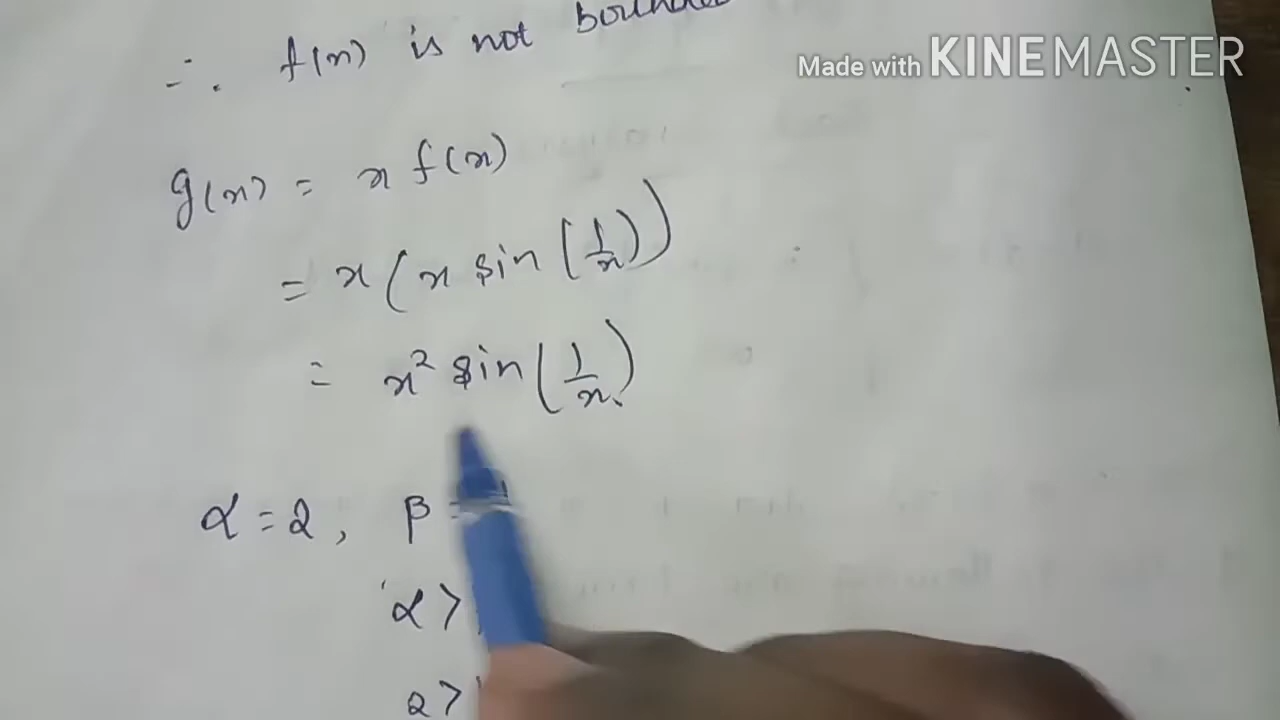 ∴ f(x) is not
Made with KINEMASTER
g(x) = x f(x)
= x(x sin(1/x))
= x² sin(1/x)
α = 2, β =
α >
2 >